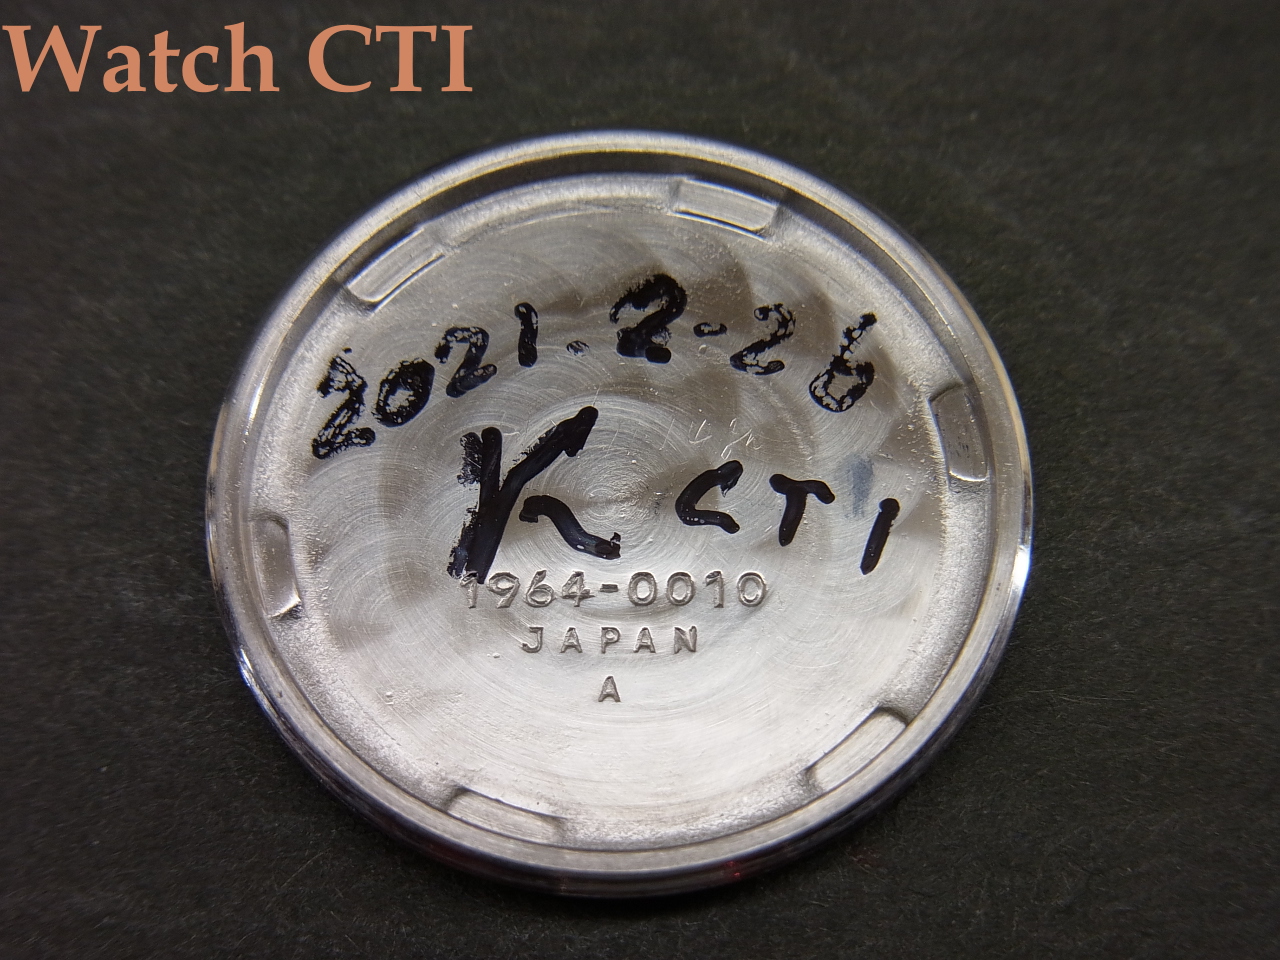 Watch CTI
2021.2-26
K CTI
1964-0010
JAPAN
A